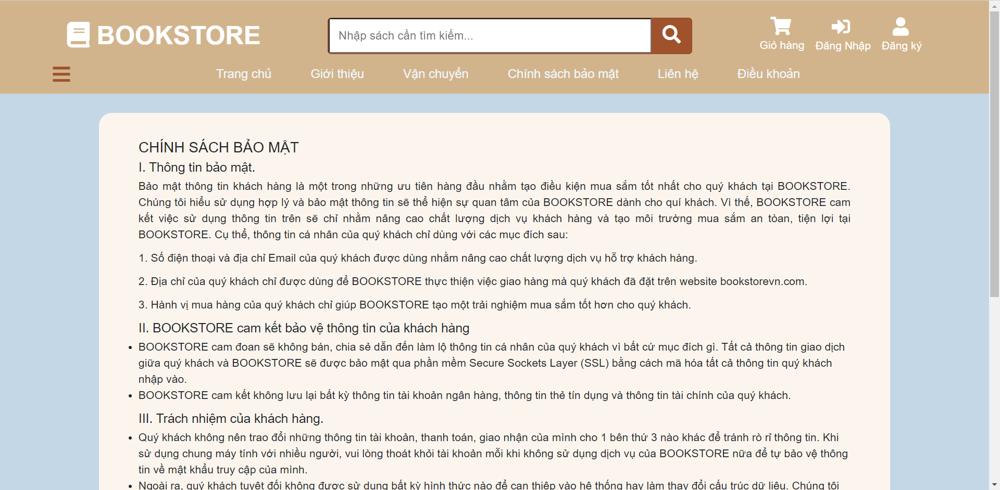 BOOKSTORE
Nhập sách cần tìm kiếm...
Giỏ hàng
Đăng Nhập
Đăng ký
Trang chủ
Giới thiệu
Vận chuyển
Chính sách bảo mật
Liên hệ
Điều khoản
CHÍNH SÁCH BẢO MẬT
I. Thông tin bảo mật.
Bảo mật thông tin khách hàng là một trong những ưu tiên hàng đầu nhằm tạo điều kiện mua sắm tốt nhất cho quý khách tại BOOKSTORE.
Chúng tôi hiểu sử dụng hợp lý và bảo mật thông tin sẽ thể hiện sự quan tâm của BOOKSTORE dành cho quí khách. Vì thế, BOOKSTORE cam
kết việc sử dụng thông tin trên sẽ chỉ nhằm nâng cao chất lượng dịch vụ khách hàng và tạo môi trường mua sắm an tòan, tiện lợi tại
BOOKSTORE. Cụ thể, thông tin cá nhân của quý khách chỉ dùng với các mục đích sau:
1. Số điện thoại và địa chỉ Email của quý khách được dùng nhằm nâng cao chất lượng dịch vụ hỗ trợ khách hàng.
2. Địa chỉ của quý khách chỉ được dùng để BOOKSTORE thực thiện việc giao hàng mà quý khách đã đặt trên website bookstorevn.com.
3. Hành vị mua hàng của quý khách chỉ giúp BOOKSTORE tạo một trải nghiệm mua sắm tốt hơn cho quý khách.
II. BOOKSTORE cam kết bảo vệ thông tin của khách hàng
• BOOKSTORE cam đoan sẽ không bán, chia sẻ dẫn đến làm lộ thông tin cá nhân của quý khách vì bất cứ mục đích gì. Tất cả thông tin giao dịch
giữa quý khách và BOOKSTORE sẽ được bảo mật qua phần mềm Secure Sockets Layer (SSL) bằng cách mã hóa tất cả thông tin quý khách
nhập vào.
• BOOKSTORE cam kết không lưu lại bất kỳ thông tin tài khoản ngân hàng, thông tin thẻ tín dụng và thông tin tài chính của quý khách.
III. Trách nhiệm của khách hàng.
• Quý khách không nên trao đổi những thông tin tài khoản, thanh toán, giao nhận của mình cho 1 bên thứ 3 nào khác để tránh rò rỉ thông tin. Khi
sử dụng chung máy tính với nhiều người, vui lòng thoát khỏi tài khoản mỗi khi không sử dụng dịch vụ của BOOKSTORE nữa để tự bảo vệ thông
tin về mật khẩu truy cập của mình.
• Ngoài ra, quý khách tuyệt đối không được sử dụng bất kỳ hình thức nào để can thiệp vào hệ thống hay làm thay đổi cấu trúc dữ liệu. Chúng tôi